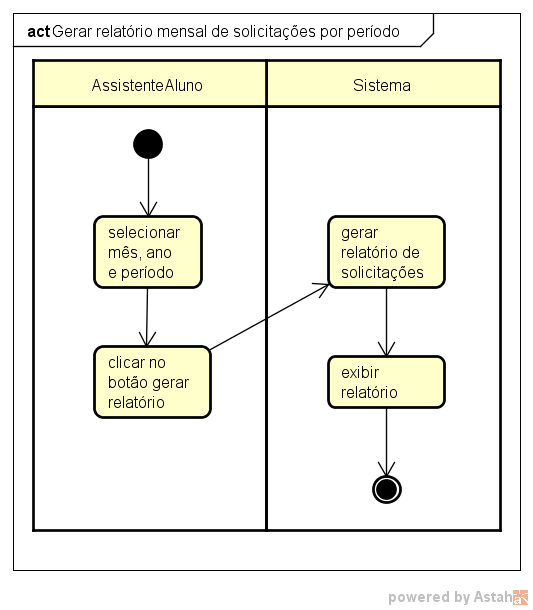 act Gerar relatório mensal de solicitações por período
AssistenteAluno
Sistema
selecionar
mês, ano
e período
clicar no
botão gerar
relatório
gerar
relatório de
solicitações
exibir
relatório
powered by Astah